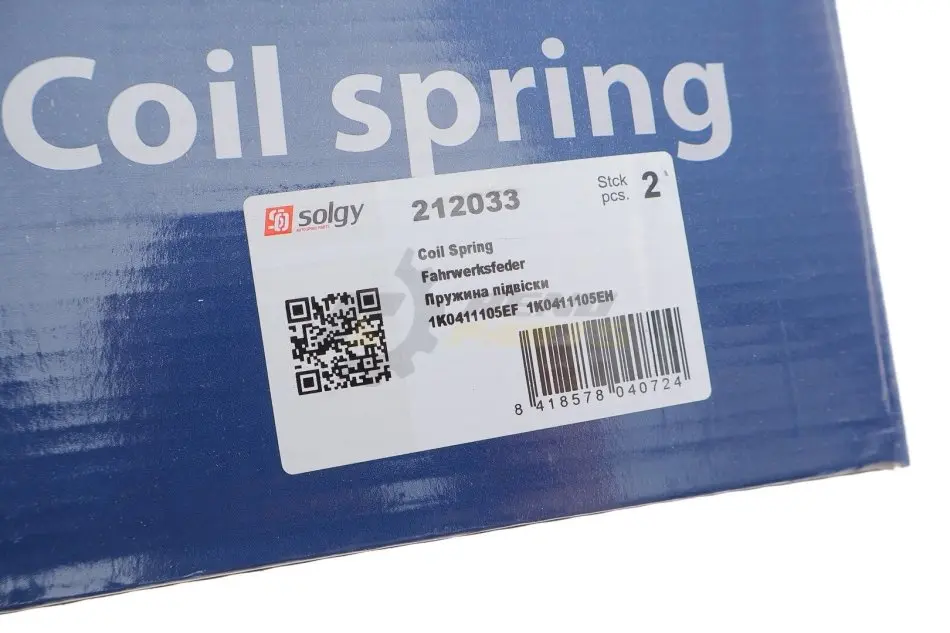 Coil spring
solgy
212033
Stck
pcs.
2
Coil Spring
Fahrwerksfeder
Пружина підвіски
1K0411105EF 1K0411105EH
8 418578 040724